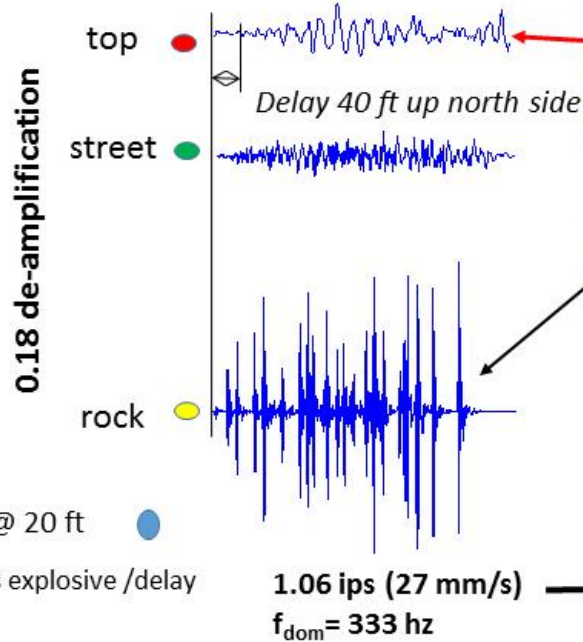 top
Delay 40 ft up north side
street
0.18 de-amplification
rock
@ 20 ft
explosive /delay
1.06 ips (27 mm/s)
f_dom= 333 hz